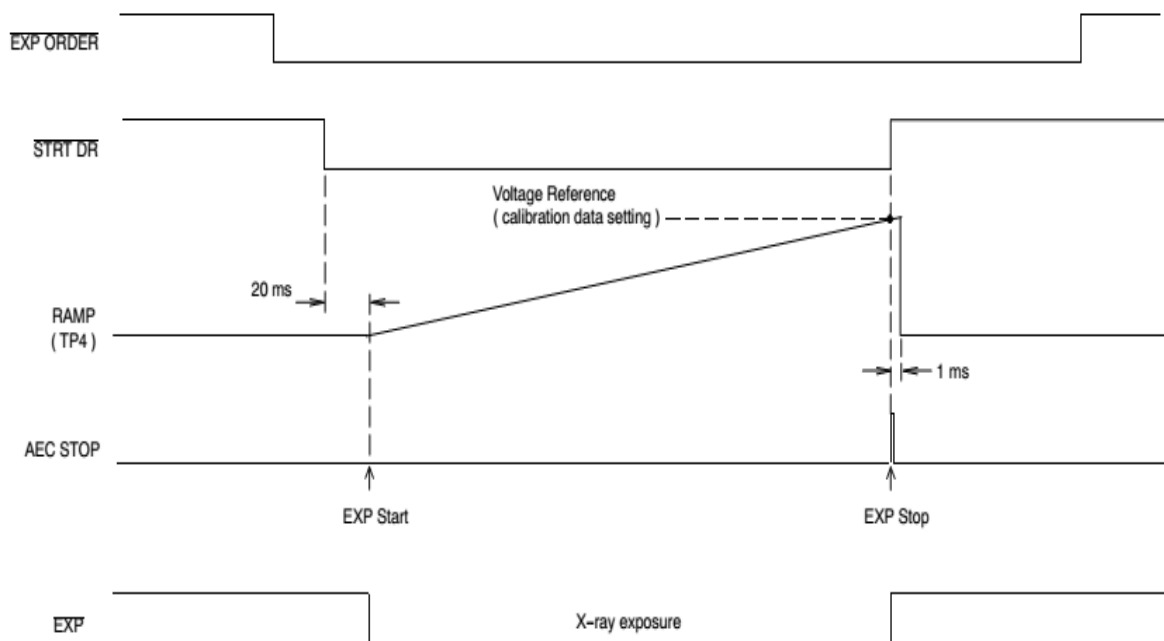 EXP ORDER
STRT DR
Voltage Reference
( calibration data setting )
20 ms
RAMP
( TP4 )
1 ms
AEC STOP
EXP Start
EXP Stop
EXP
X-ray exposure